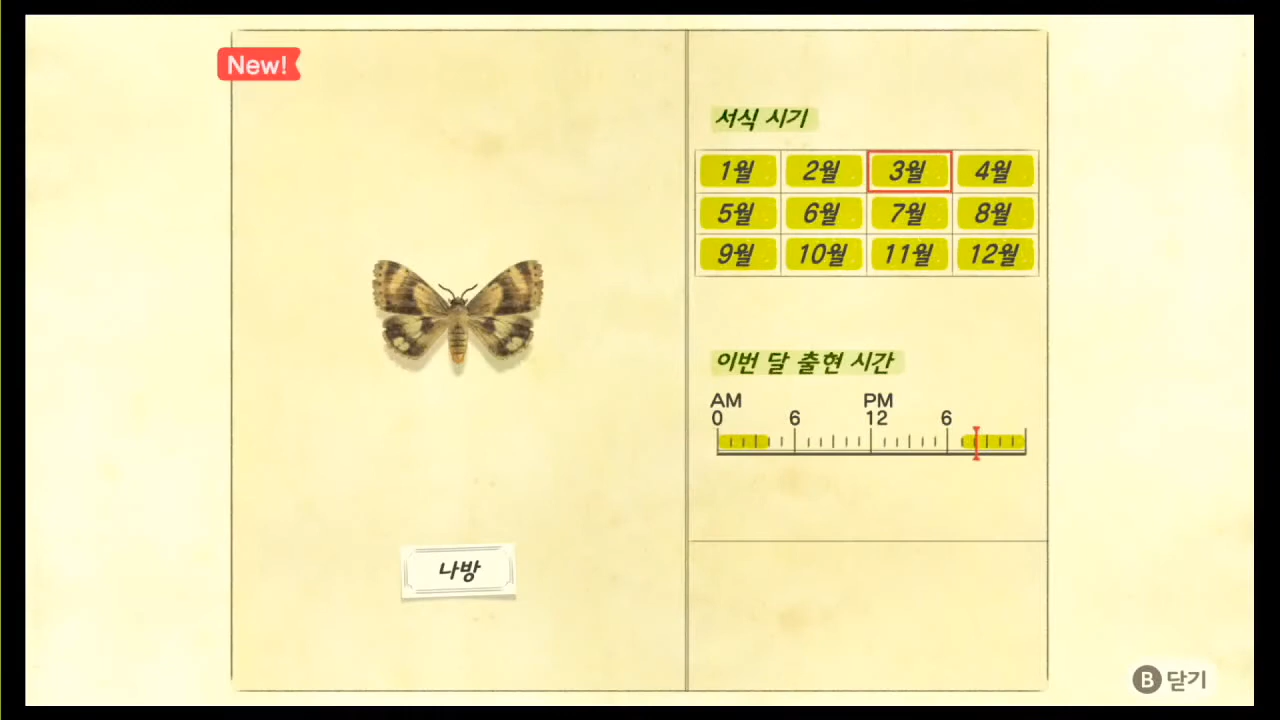 New!
서식 시기
1월 2월 3월 4월
5월 6월 7월 8월
9월 10월 11월 12월
이번 달 출현 시간
AM PM
0 6 12 6
나방
B 닫기